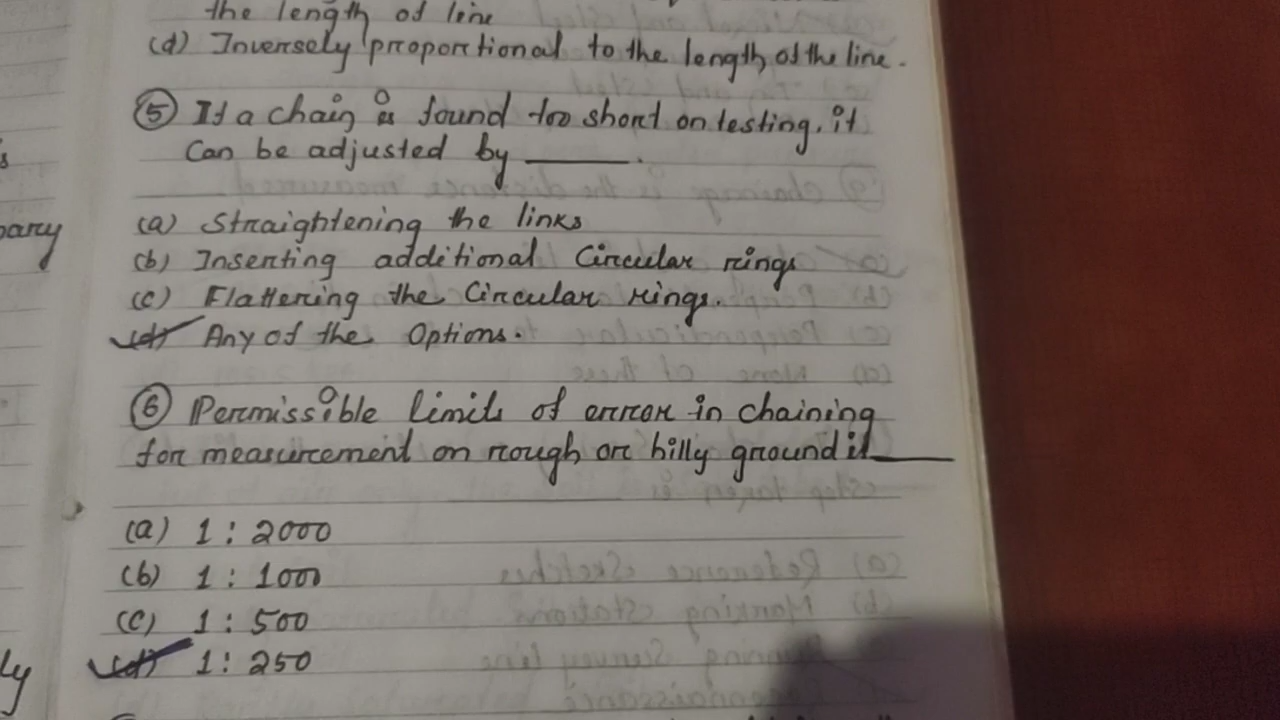 the length of line
(d) Inversely proportional to the length of the line.
⑤ If a chain is found too short on testing, it
Can be adjusted by ______.
(a) Straightening the links
(b) Inserting additional Circular rings
(c) Flattering the Circular rings.
(d) Any of the Options.
⑥ Permissible limits of error in chaining
for measurement on rough or hilly ground is ______
(a) 1 : 2000
(b) 1 : 1000
(c) 1 : 500
(d) 1 : 250